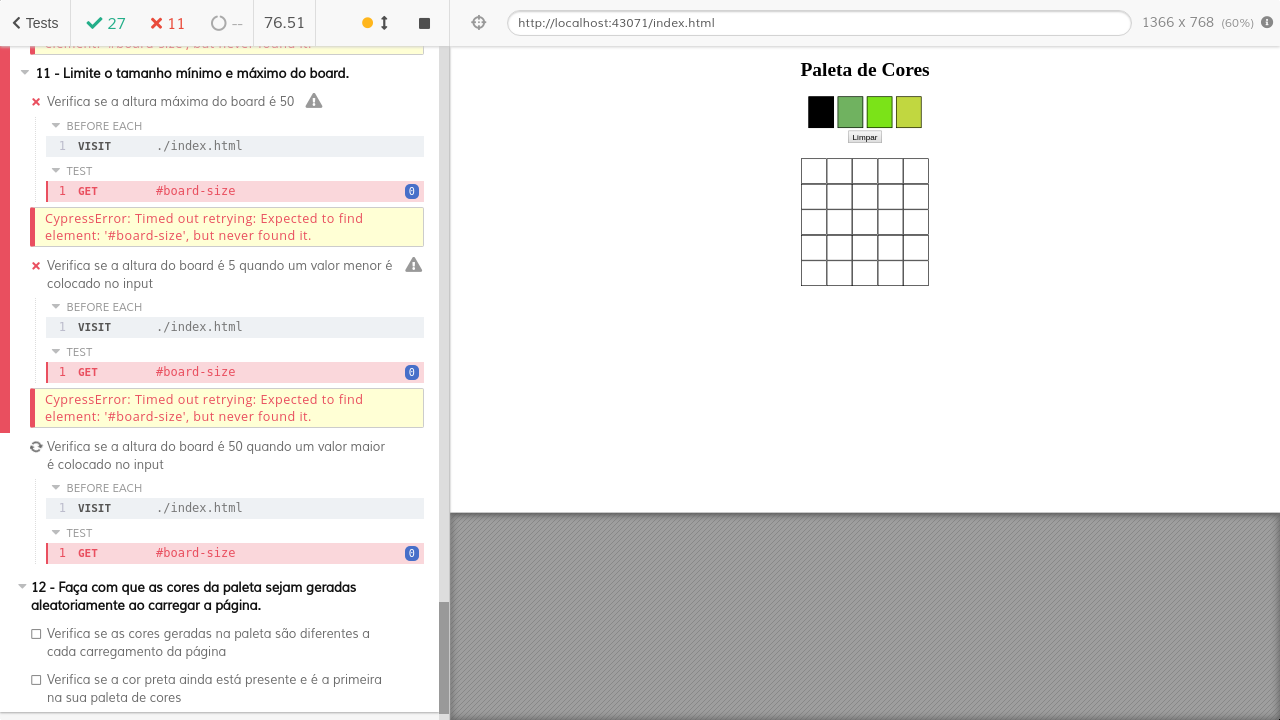 Tests
27
11
--
76.51
http://localhost:43071/index.html
1366 x 768 (60%)
element: '#board-size', but never found it.
11 - Limite o tamanho mínimo e máximo do board.
Verifica se a altura máxima do board é 50
BEFORE EACH
1 VISIT ./index.html
TEST
1 GET #board-size 0
CypressError: Timed out retrying: Expected to find
element: '#board-size', but never found it.
Verifica se a altura do board é 5 quando um valor menor é
colocado no input
BEFORE EACH
1 VISIT ./index.html
TEST
1 GET #board-size 0
CypressError: Timed out retrying: Expected to find
element: '#board-size', but never found it.
Verifica se a altura do board é 50 quando um valor maior
é colocado no input
BEFORE EACH
1 VISIT ./index.html
TEST
1 GET #board-size 0
12 - Faça com que as cores da paleta sejam geradas
aleatoriamente ao carregar a página.
Verifica se as cores geradas na paleta são diferentes a
cada carregamento da página
Verifica se a cor preta ainda está presente e é a primeira
na sua paleta de cores
Paleta de Cores
Limpar